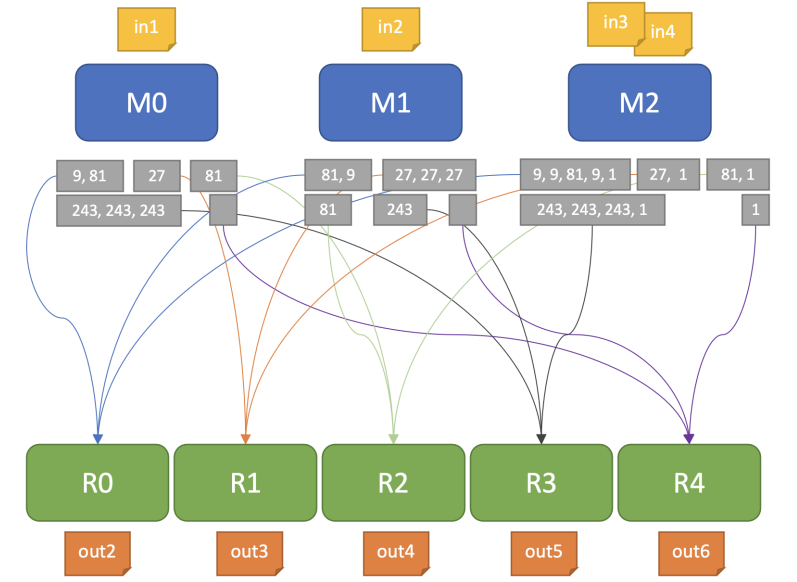 in1
in2
in3
in4
M0
M1
M2
9, 81
27
81
81, 9
27, 27, 27
9, 9, 81, 9, 1
27, 1
81, 1
243, 243, 243
81
243
243, 243, 243, 1
1
R0
R1
R2
R3
R4
out2
out3
out4
out5
out6